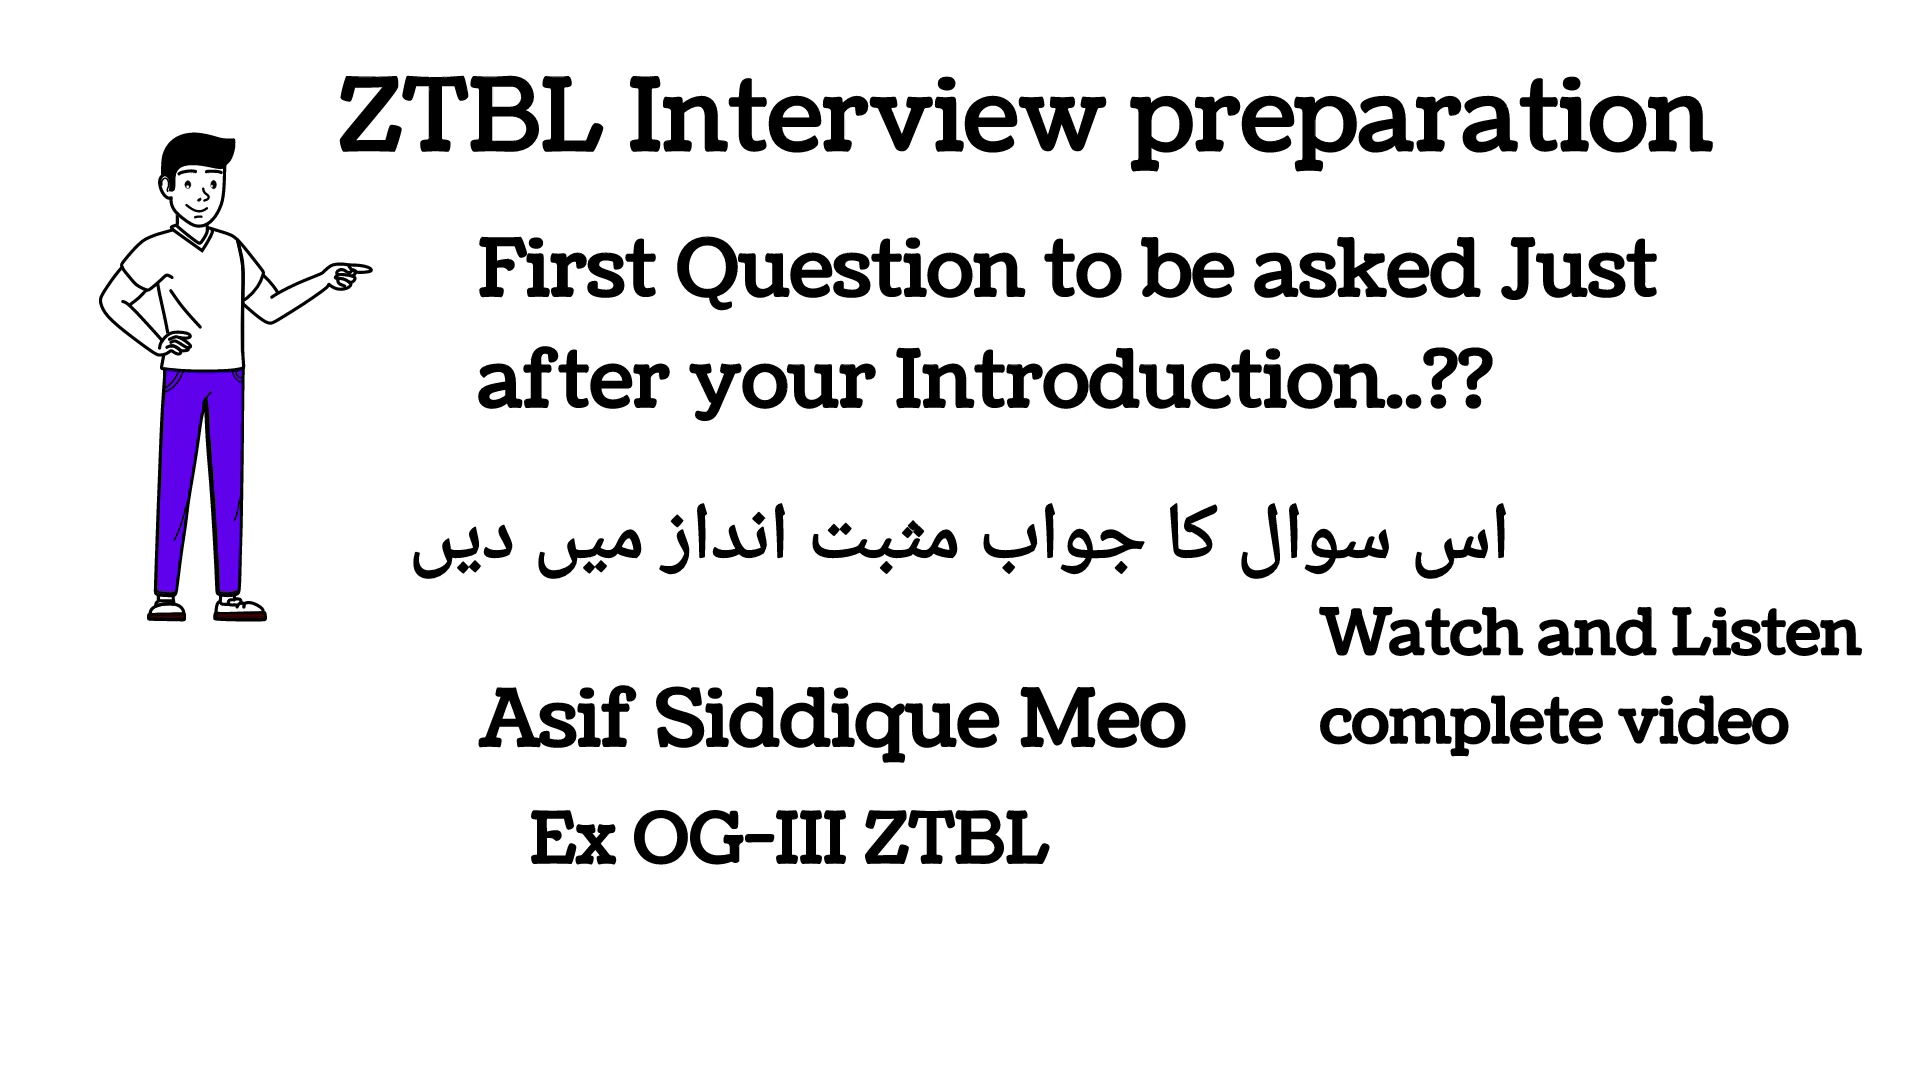 ZTBL Interview preparation
First Question to be asked Just
after your Introduction..??
اس سوال کا جواب مثبت انداز میں دیں
Watch and Listen
complete video
Asif Siddique Meo
Ex OG-III ZTBL